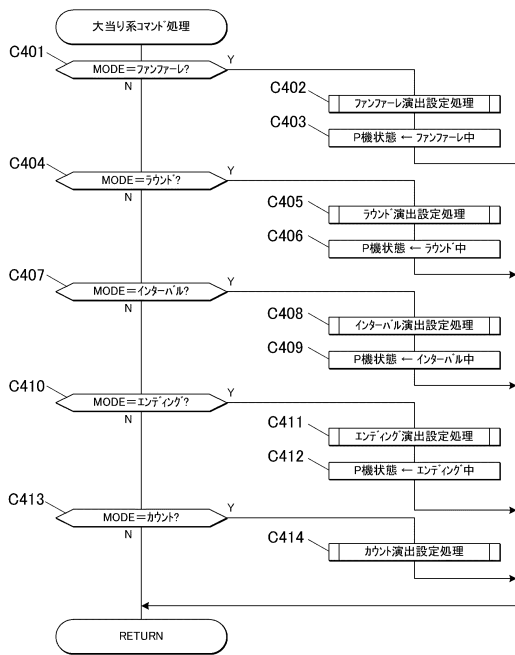 大当り系コマンド処理
C401
MODE=ファンファーレ?
Y
N
C402
ファンファーレ演出設定処理
C403
P機状態 ← ファンファーレ中
C404
MODE=ラウンド?
Y
N
C405
ラウンド演出設定処理
C406
P機状態 ← ラウンド中
C407
MODE=インターバル?
Y
N
C408
インターバル演出設定処理
C409
P機状態 ← インターバル中
C410
MODE=エンディング?
Y
N
C411
エンディング演出設定処理
C412
P機状態 ← エンディング中
C413
MODE=カウント?
Y
N
C414
カウント演出設定処理
RETURN